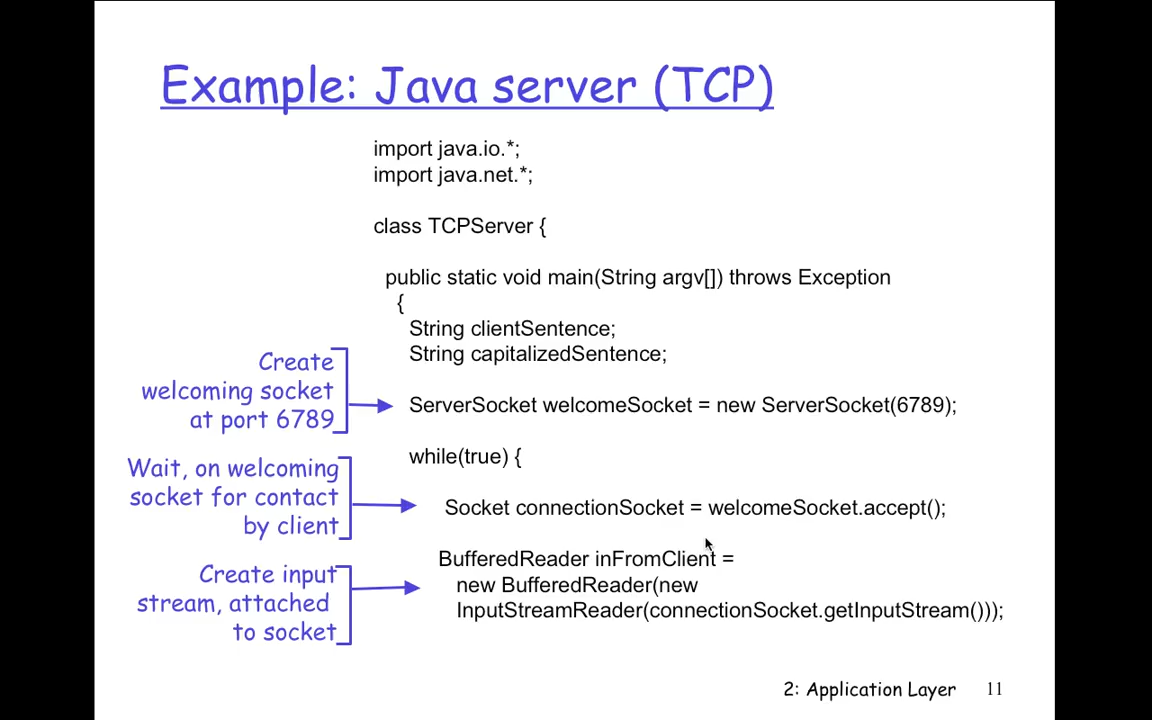 Example: Java server (TCP)
import java.io.*;
import java.net.*;
class TCPServer {
public static void main(String argv[]) throws Exception
{
String clientSentence;
String capitalizedSentence;
Create
welcoming socket
at port 6789
ServerSocket welcomeSocket = new ServerSocket(6789);
while(true) {
Wait, on welcoming
socket for contact
by client
Socket connectionSocket = welcomeSocket.accept();
Create input
stream, attached
to socket
BufferedReader inFromClient =
new BufferedReader(new
InputStreamReader(connectionSocket.getInputStream()));
2: Application Layer 11